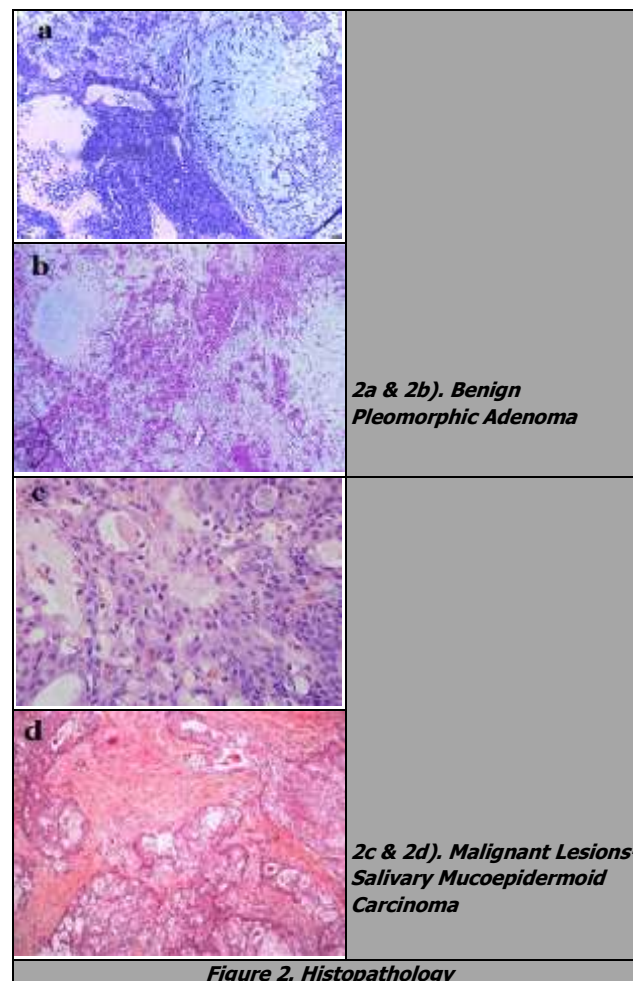 a
b
2a & 2b). Benign
Pleomorphic Adenoma
c
d
2c & 2d). Malignant Lesions-
Salivary Mucoepidermoid
Carcinoma
Figure 2. Histopathology